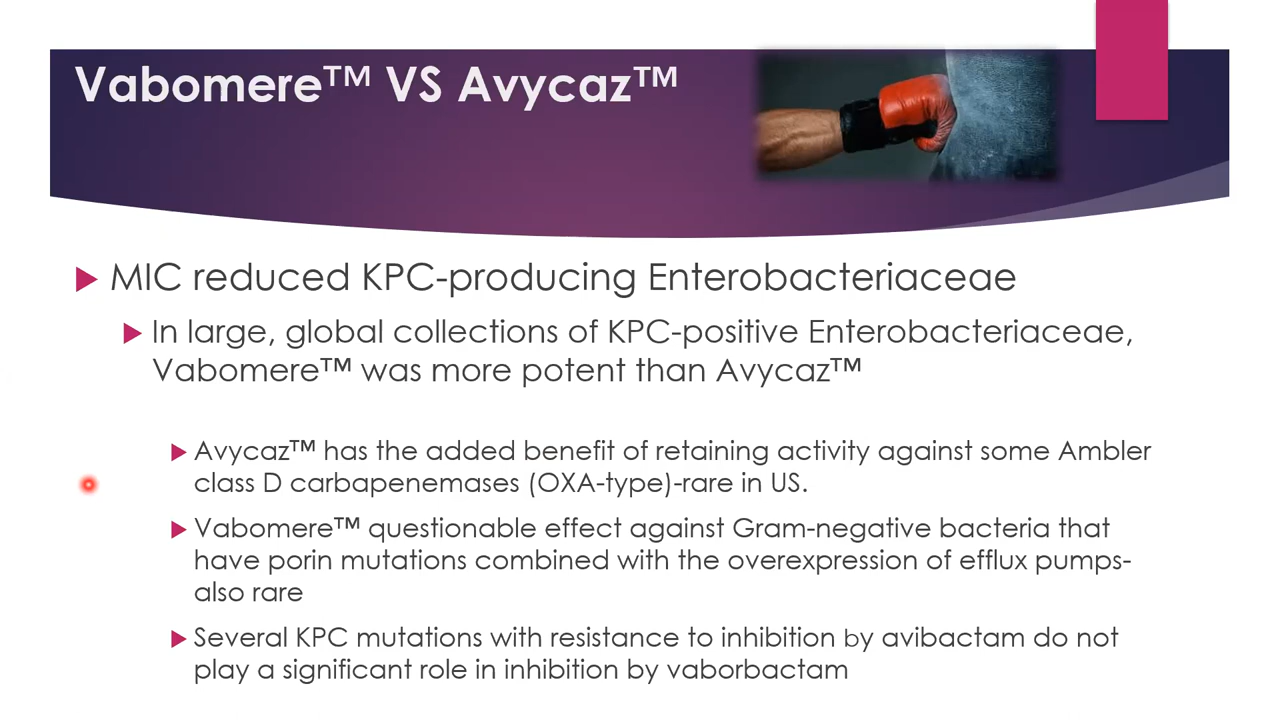 Vabomere™ VS Avycaz™
MIC reduced KPC-producing Enterobacteriaceae
In large, global collections of KPC-positive Enterobacteriaceae,
Vabomere™ was more potent than Avycaz™
Avycaz™ has the added benefit of retaining activity against some Ambler
class D carbapenemases (OXA-type)-rare in US.
Vabomere™ questionable effect against Gram-negative bacteria that
have porin mutations combined with the overexpression of efflux pumps-
also rare
Several KPC mutations with resistance to inhibition by avibactam do not
play a significant role in inhibition by vaborbactam